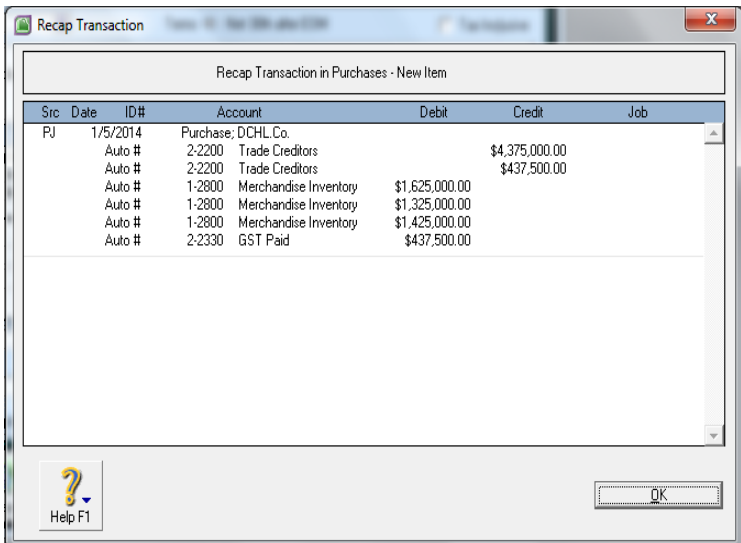 Recap Transaction
Recap Transaction in Purchases - New Item
Src Date ID# Account Debit Credit Job
PJ 1/5/2014 Purchase; DCHL.Co.
Auto # 2-2200 Trade Creditors $4,375,000.00
Auto # 2-2200 Trade Creditors $437,500.00
Auto # 1-2800 Merchandise Inventory $1,625,000.00
Auto # 1-2800 Merchandise Inventory $1,325,000.00
Auto # 1-2800 Merchandise Inventory $1,425,000.00
Auto # 2-2330 GST Paid $437,500.00
Help F1
OK